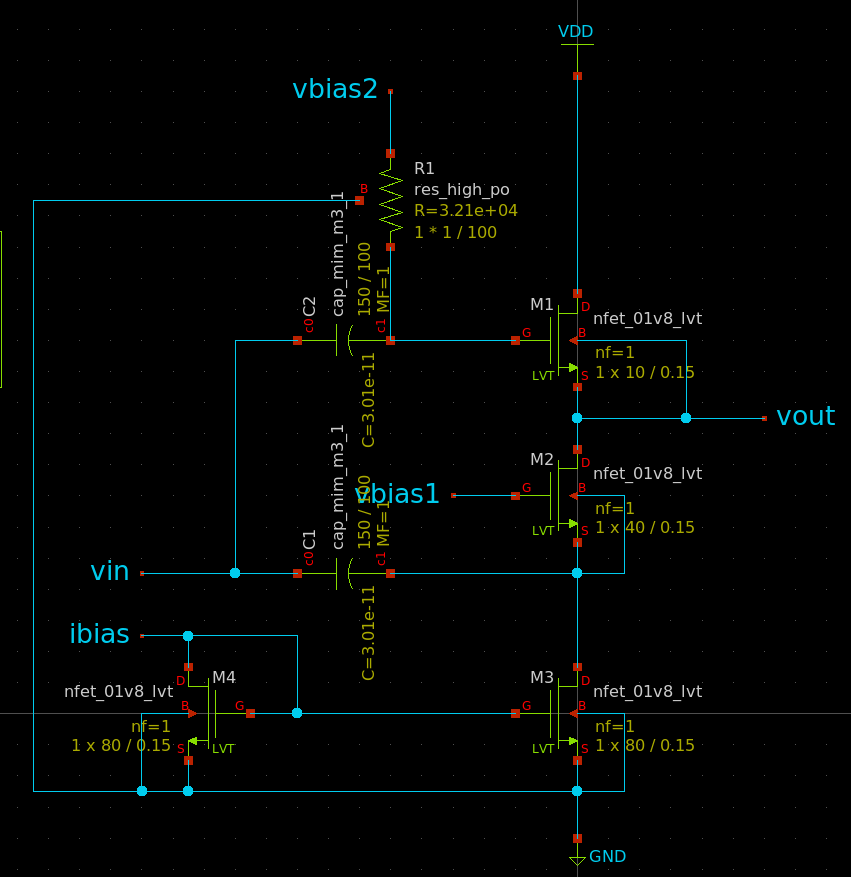 VDD
vbias2
R1
res_high_po
R=3.21e+04
1 * 1 / 100
B
C2
cap_mim_m3_1
150 / 100
MF=1
c0
c1
C=3.01e-11
M1
D
nfet_01v8_lvt
G
B
nf=1
1 x 10 / 0.15
LVT
S
vout
M2
D
nfet_01v8_lvt
vbias1
G
B
nf=1
1 x 40 / 0.15
LVT
S
C1
cap_mim_m3_1
150 / 100
MF=1
c0
c1
C=3.01e-11
vin
ibias
M4
D
nfet_01v8_lvt
B
G
nf=1
1 x 80 / 0.15
S
LVT
M3
D
nfet_01v8_lvt
G
B
nf=1
1 x 80 / 0.15
LVT
S
GND